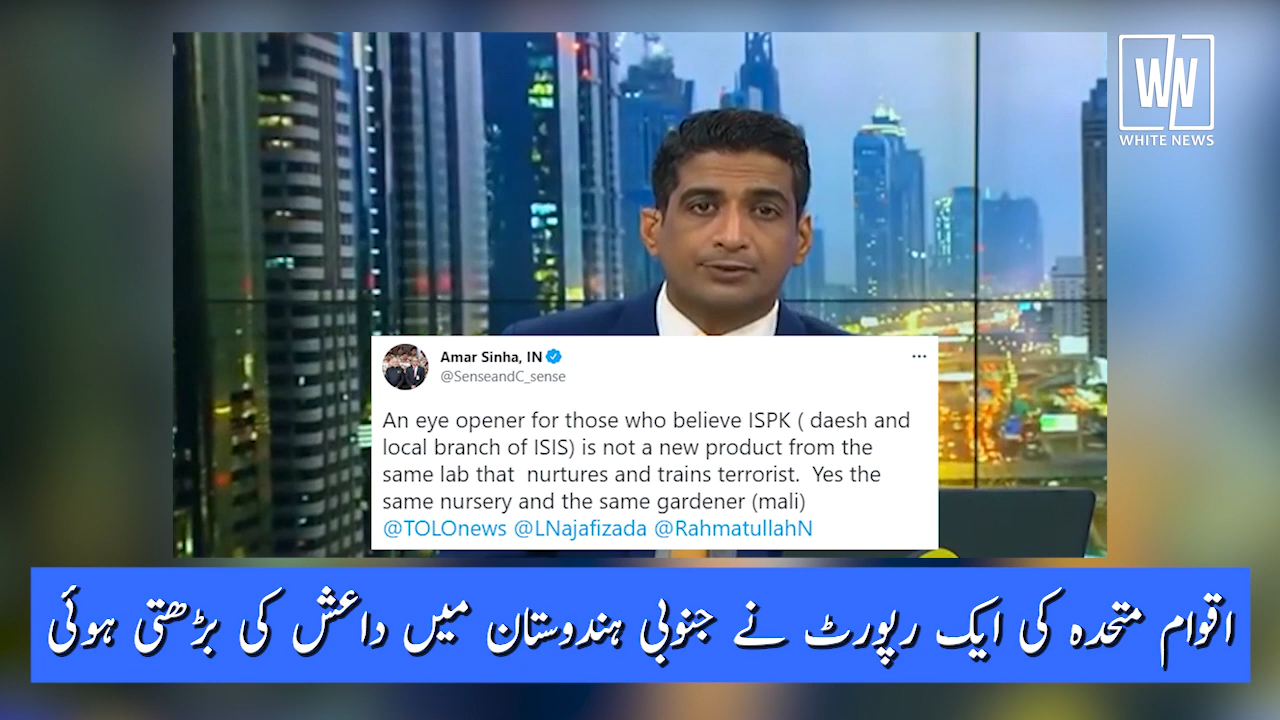 WN
WHITE NEWS
Amar Sinha, IN
@SenseandC_sense
An eye opener for those who believe ISPK ( daesh and
local branch of ISIS) is not a new product from the
same lab that nurtures and trains terrorist. Yes the
same nursery and the same gardener (mali)
@TOLOnews @LNajafizada @RahmatullahN
اقوام متحدہ کی ایک رپورٹ نے جنوبی ہندوستان میں داعش کی بڑھتی ہوئی